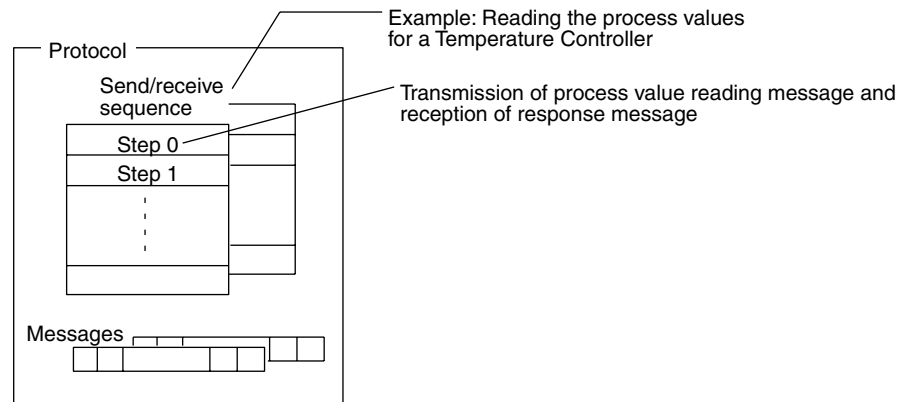 Example: Reading the process values
for a Temperature Controller
Protocol
Send/receive
sequence
Transmission of process value reading message and
reception of response message
Step 0
Step 1
Messages